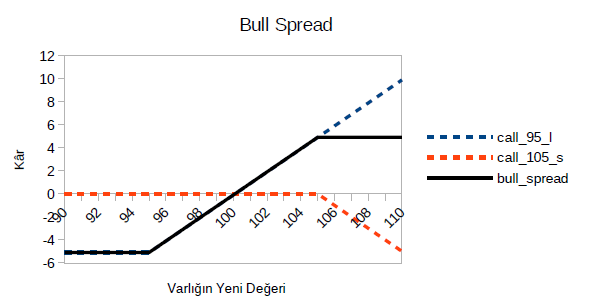 Bull Spread
12
10
8
6
4
2
0
-2
-4
-6
90 92 94 96 98 100 102 104 106 108 110
Kâr
Varlığın Yeni Değeri
call_95_l
call_105_s
bull_spread